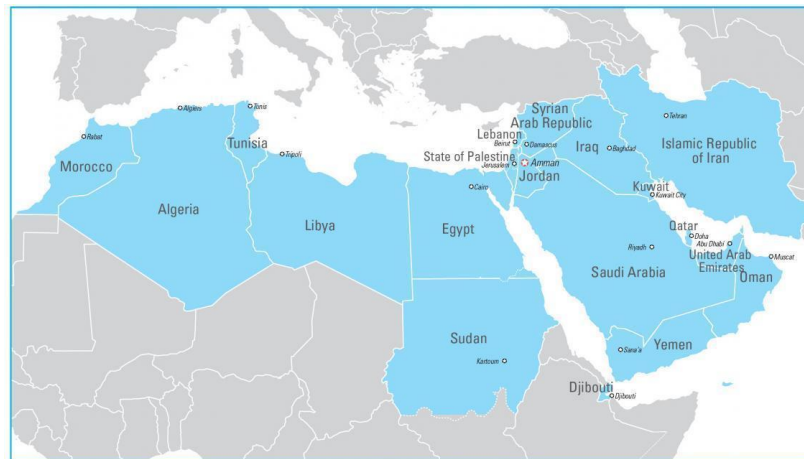 Morocco
Rabat
Algeria
Algiers
Tunisia
Tonis
Tripoli
Libya
Egypt
Cairo
Sudan
Kartoum
Djibouti
Djibouti
Syrian
Arab Republic
Damascus
Lebanon
Beirut
State of Palestine
Jerusalem
Amman
Jordan
Iraq
Baghdad
Tehran
Islamic Republic
of Iran
Kuwait
Kuwait City
Qatar
Doha
Abu Dhabi
United Arab
Emirates
Muscat
Oman
Riyadh
Saudi Arabia
Sana'a
Yemen